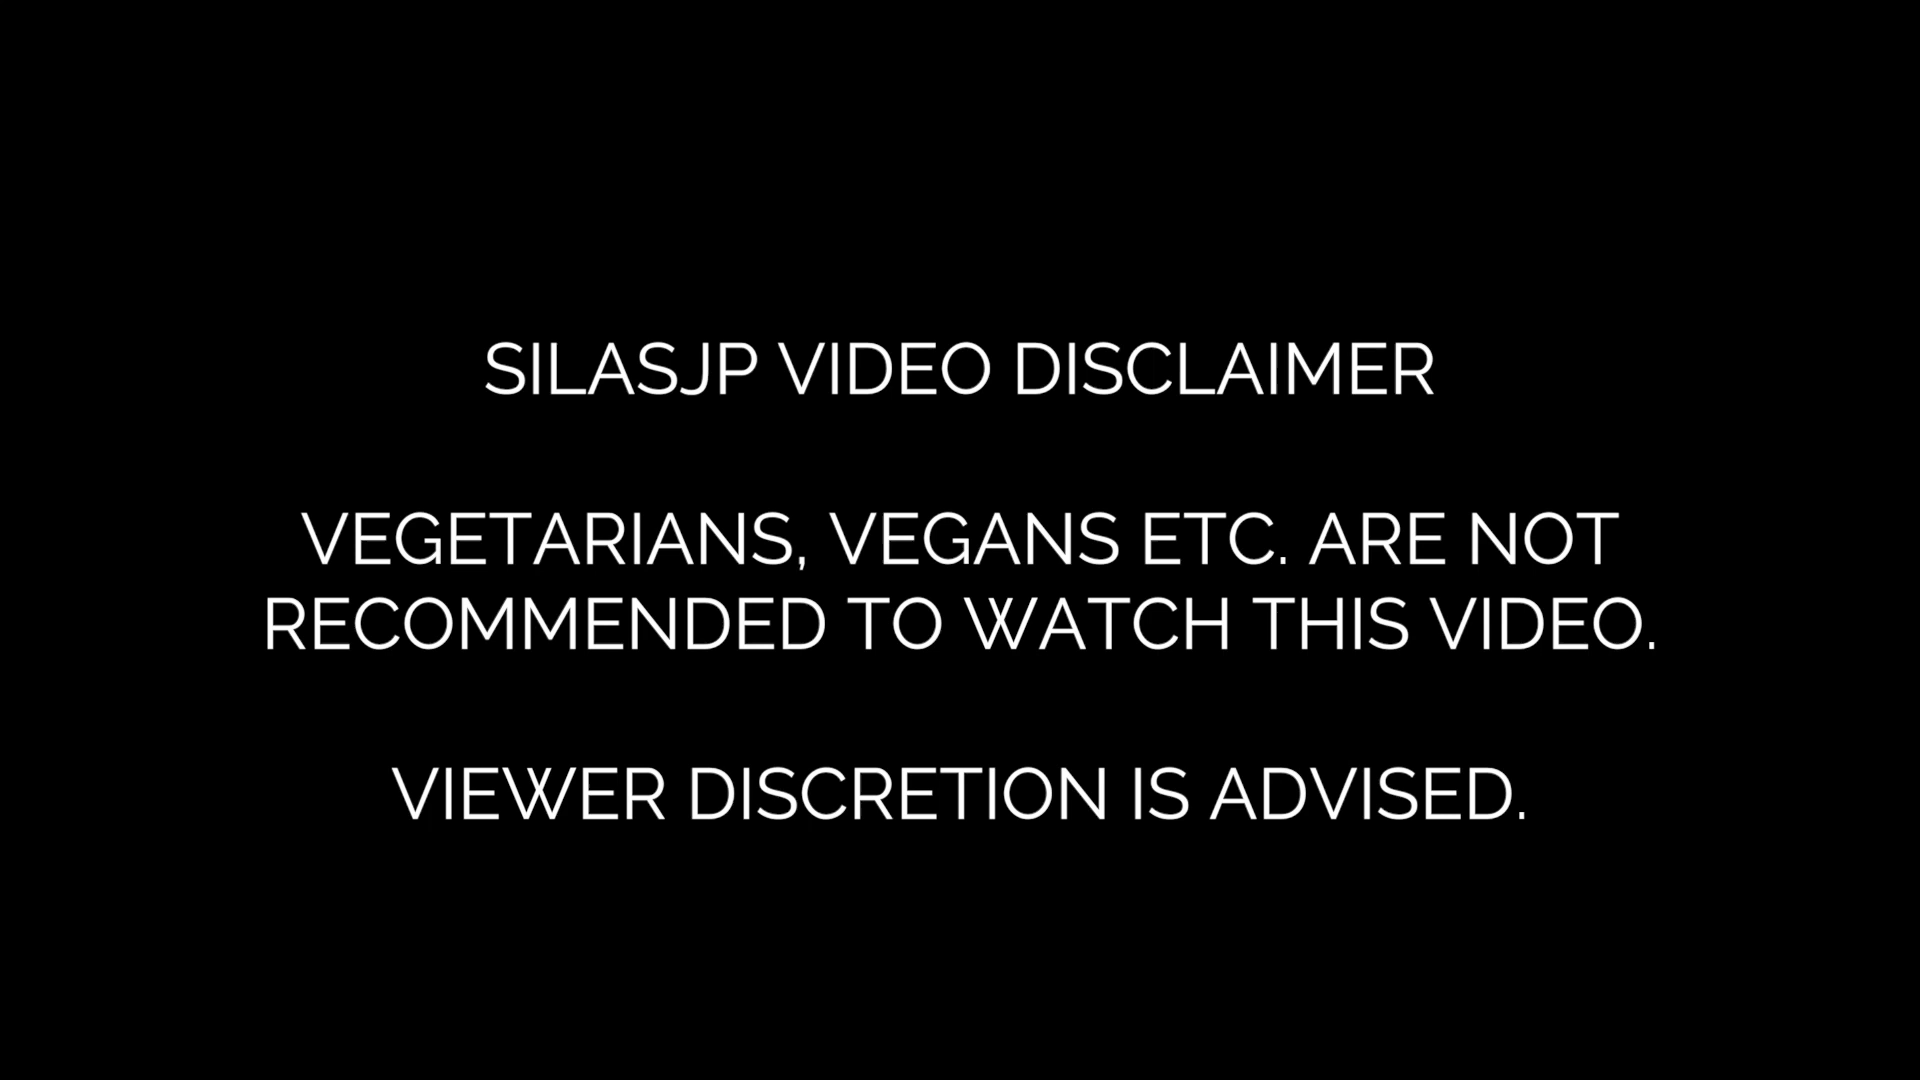 SILASJP VIDEO DISCLAIMER
VEGETARIANS, VEGANS ETC. ARE NOT
RECOMMENDED TO WATCH THIS VIDEO.
VIEWER DISCRETION IS ADVISED.